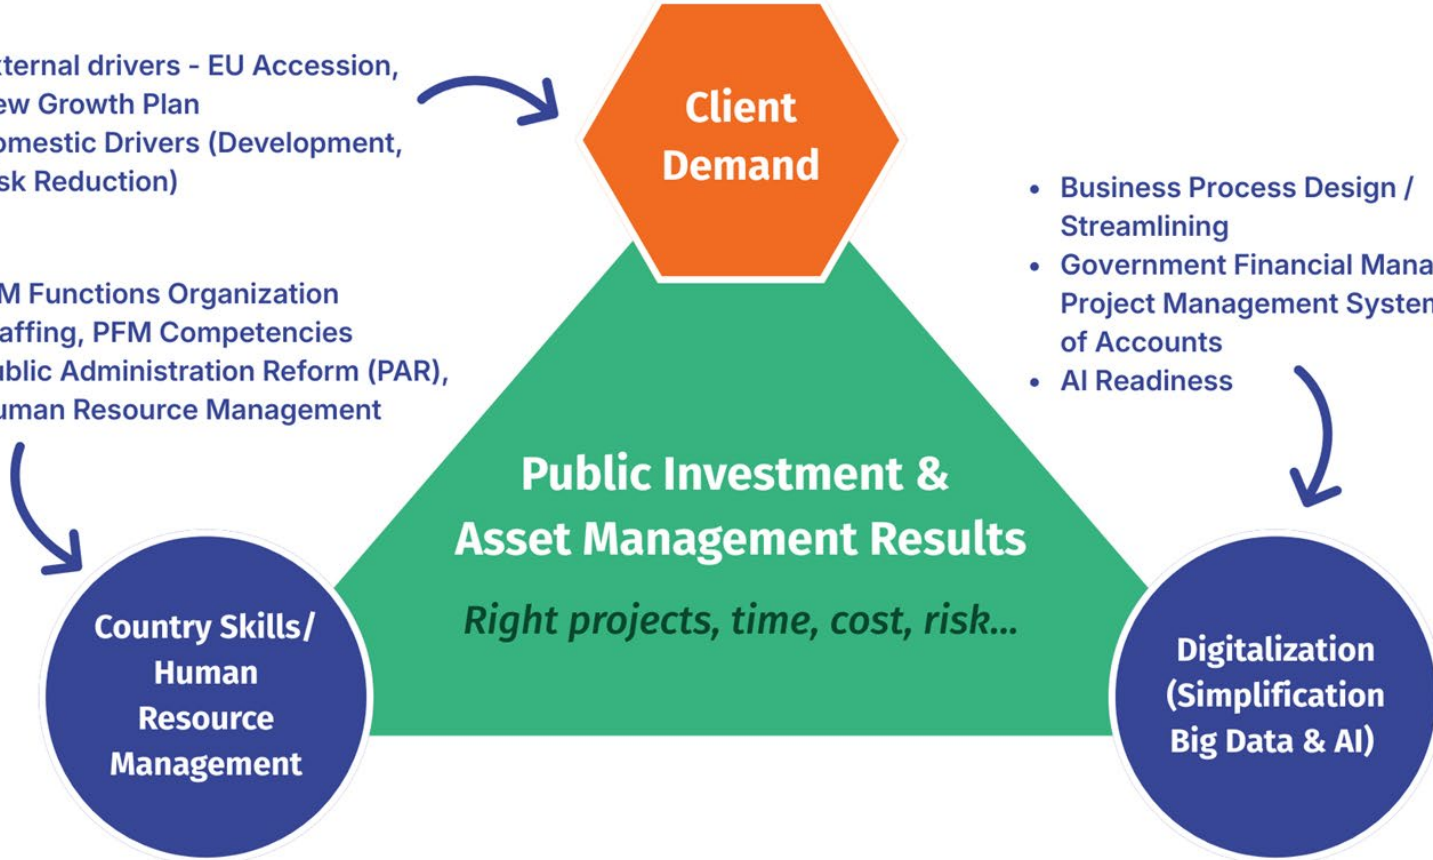 xternal drivers - EU Accession,
ew Growth Plan
omestic Drivers (Development,
sk Reduction)
Client
Demand
• Business Process Design /
Streamlining
• Government Financial Mana
Project Management System
of Accounts
• AI Readiness
M Functions Organization
affing, PFM Competencies
ublic Administration Reform (PAR),
uman Resource Management
Public Investment &
Asset Management Results
Right projects, time, cost, risk...
Country Skills/
Human
Resource
Management
Digitalization
(Simplification
Big Data & AI)